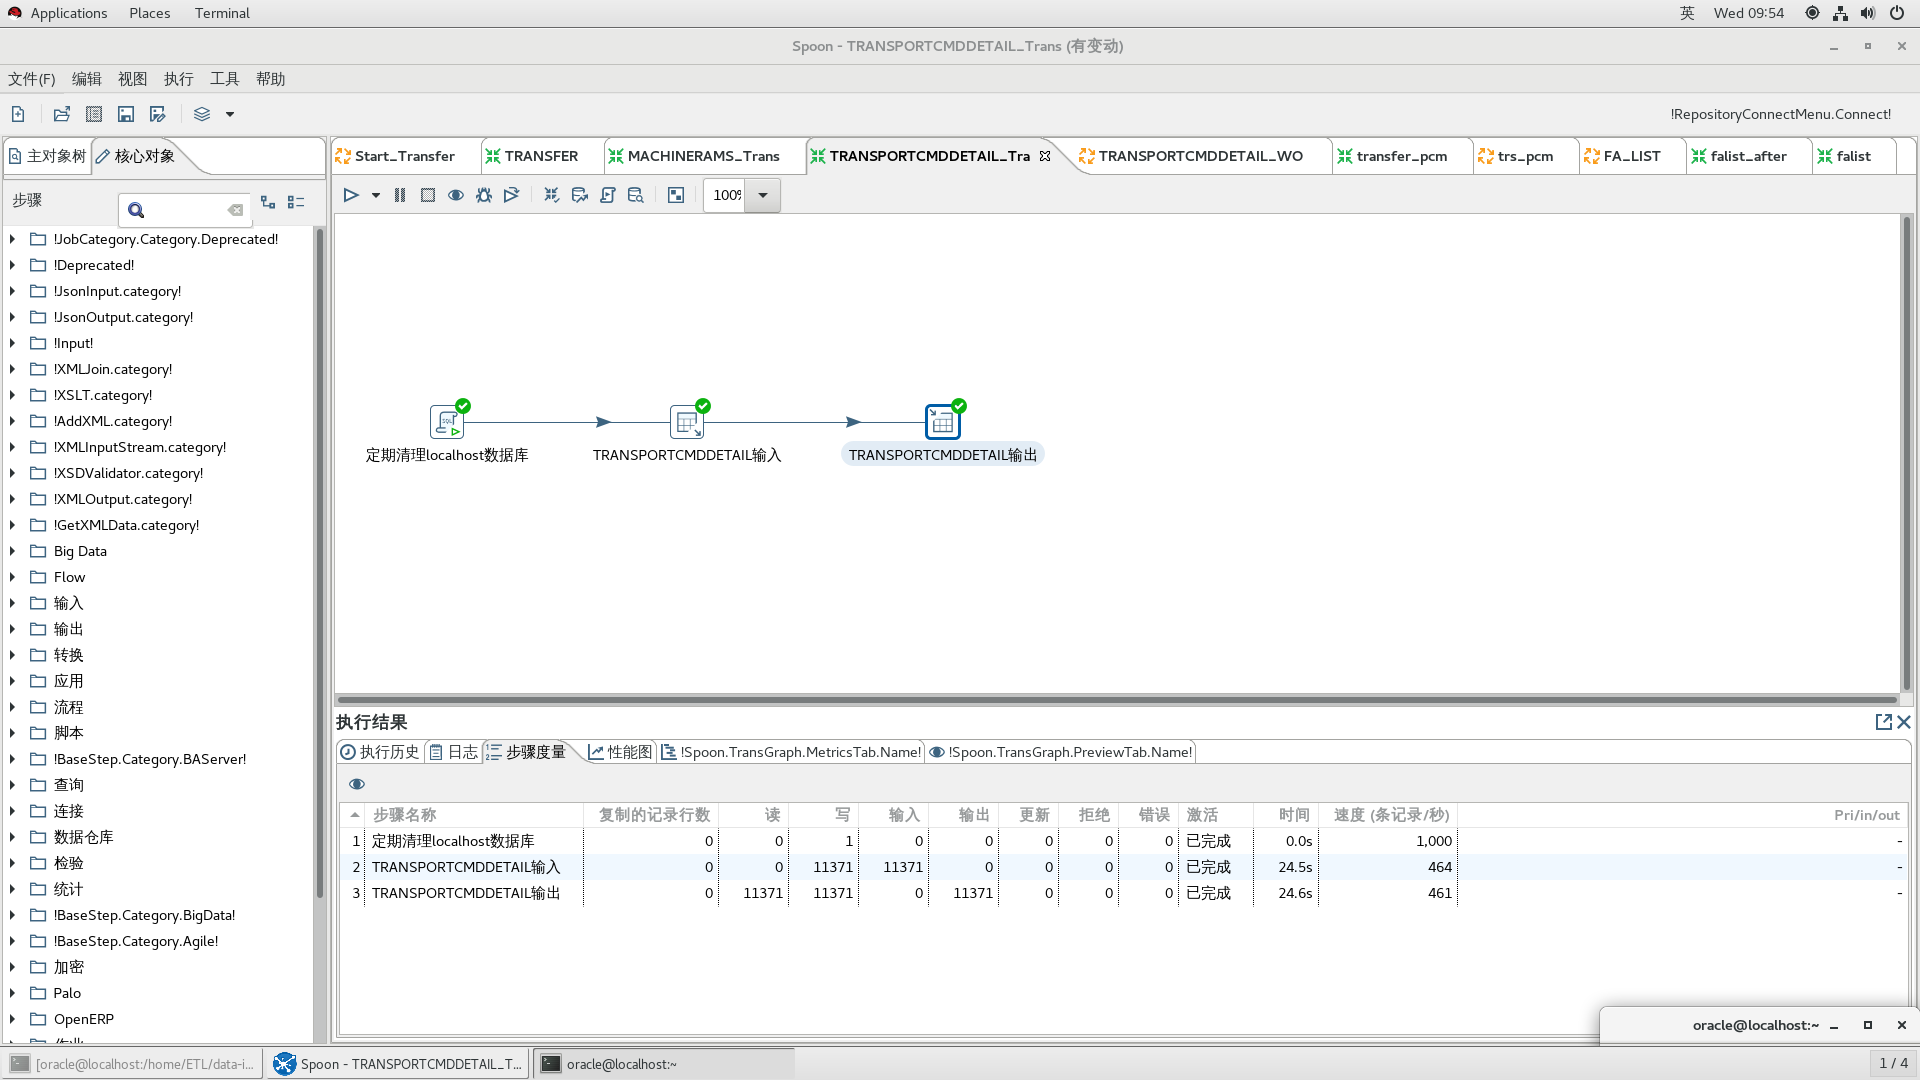 Applications Places Terminal 英 Wed 09:54
Spoon - TRANSPORTCMDDETAIL_Trans (有变动)
文件(F) 编辑 视图 执行 工具 帮助
!RepositoryConnectMenu.Connect!
主对象树 核心对象
Start_Transfer TRANSFER MACHINERAMS_Trans TRANSPORTCMDDETAIL_Tra TRANSPORTCMDDETAIL_WO transfer_pcm trs_pcm FA_LIST falist_after falist
步骤
100%
!JobCategory.Category.Deprecated!
!Deprecated!
!JsonInput.category!
!JsonOutput.category!
!Input!
!XMLJoin.category!
!XSLT.category!
!AddXML.category!
!XMLInputStream.category!
!XSDValidator.category!
!XMLOutput.category!
!GetXMLData.category!
Big Data
Flow
输入
输出
转换
应用
流程
脚本
!BaseStep.Category.BAServer!
查询
连接
数据仓库
检验
统计
!BaseStep.Category.BigData!
!BaseStep.Category.Agile!
加密
Palo
OpenERP
SQL
定期清理localhost数据库 TRANSPORTCMDDETAIL输入 TRANSPORTCMDDETAIL输出
执行结果
执行历史 日志 步骤度量 性能图 !Spoon.TransGraph.MetricsTab.Name! !Spoon.TransGraph.PreviewTab.Name!
步骤名称 复制的记录行数 读 写 输入 输出 更新 拒绝 错误 激活 时间 速度 (条记录/秒) Pri/in/out
1 定期清理localhost数据库 0 0 1 0 0 0 0 0 已完成 0.0s 1,000 -
2 TRANSPORTCMDDETAIL输入 0 0 11371 11371 0 0 0 0 已完成 24.5s 464 -
3 TRANSPORTCMDDETAIL输出 0 11371 11371 0 11371 0 0 0 已完成 24.6s 461 -
oracle@localhost:~
[oracle@localhost:/home/ETL/data-i... Spoon - TRANSPORTCMDDETAIL_T... oracle@localhost:~ 1 / 4